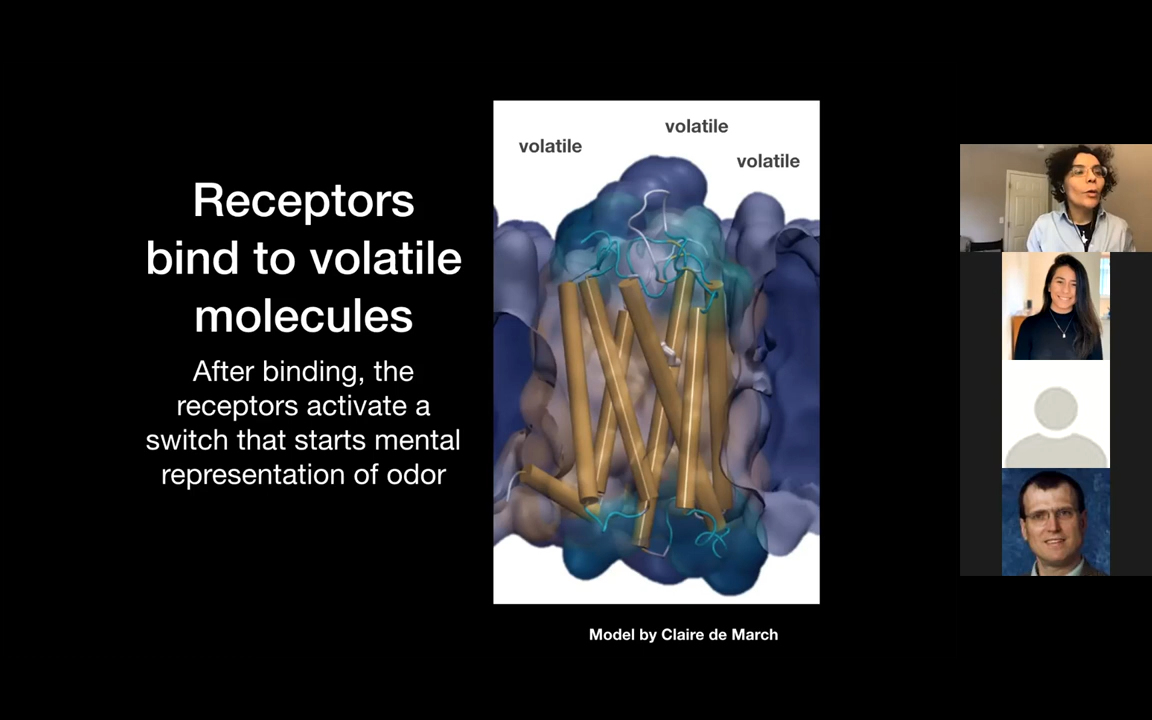 Receptors
bind to volatile
molecules
After binding, the
receptors activate a
switch that starts mental
representation of odor
volatile
volatile
volatile
Model by Claire de March